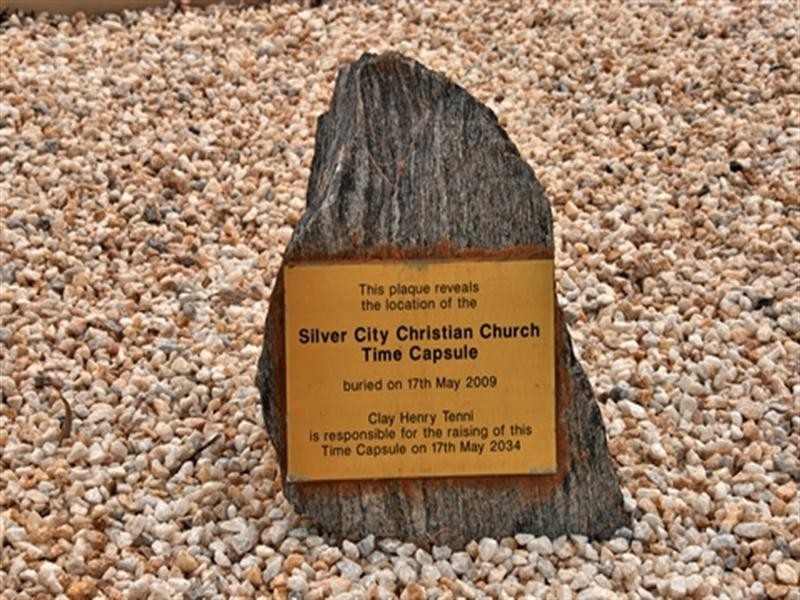 This plaque reveals
the location of the
Silver City Christian Church
Time Capsule
buried on 17th May 2009
Clay Henry Tenni
is responsible for the raising of this
Time Capsule on 17th May 2034